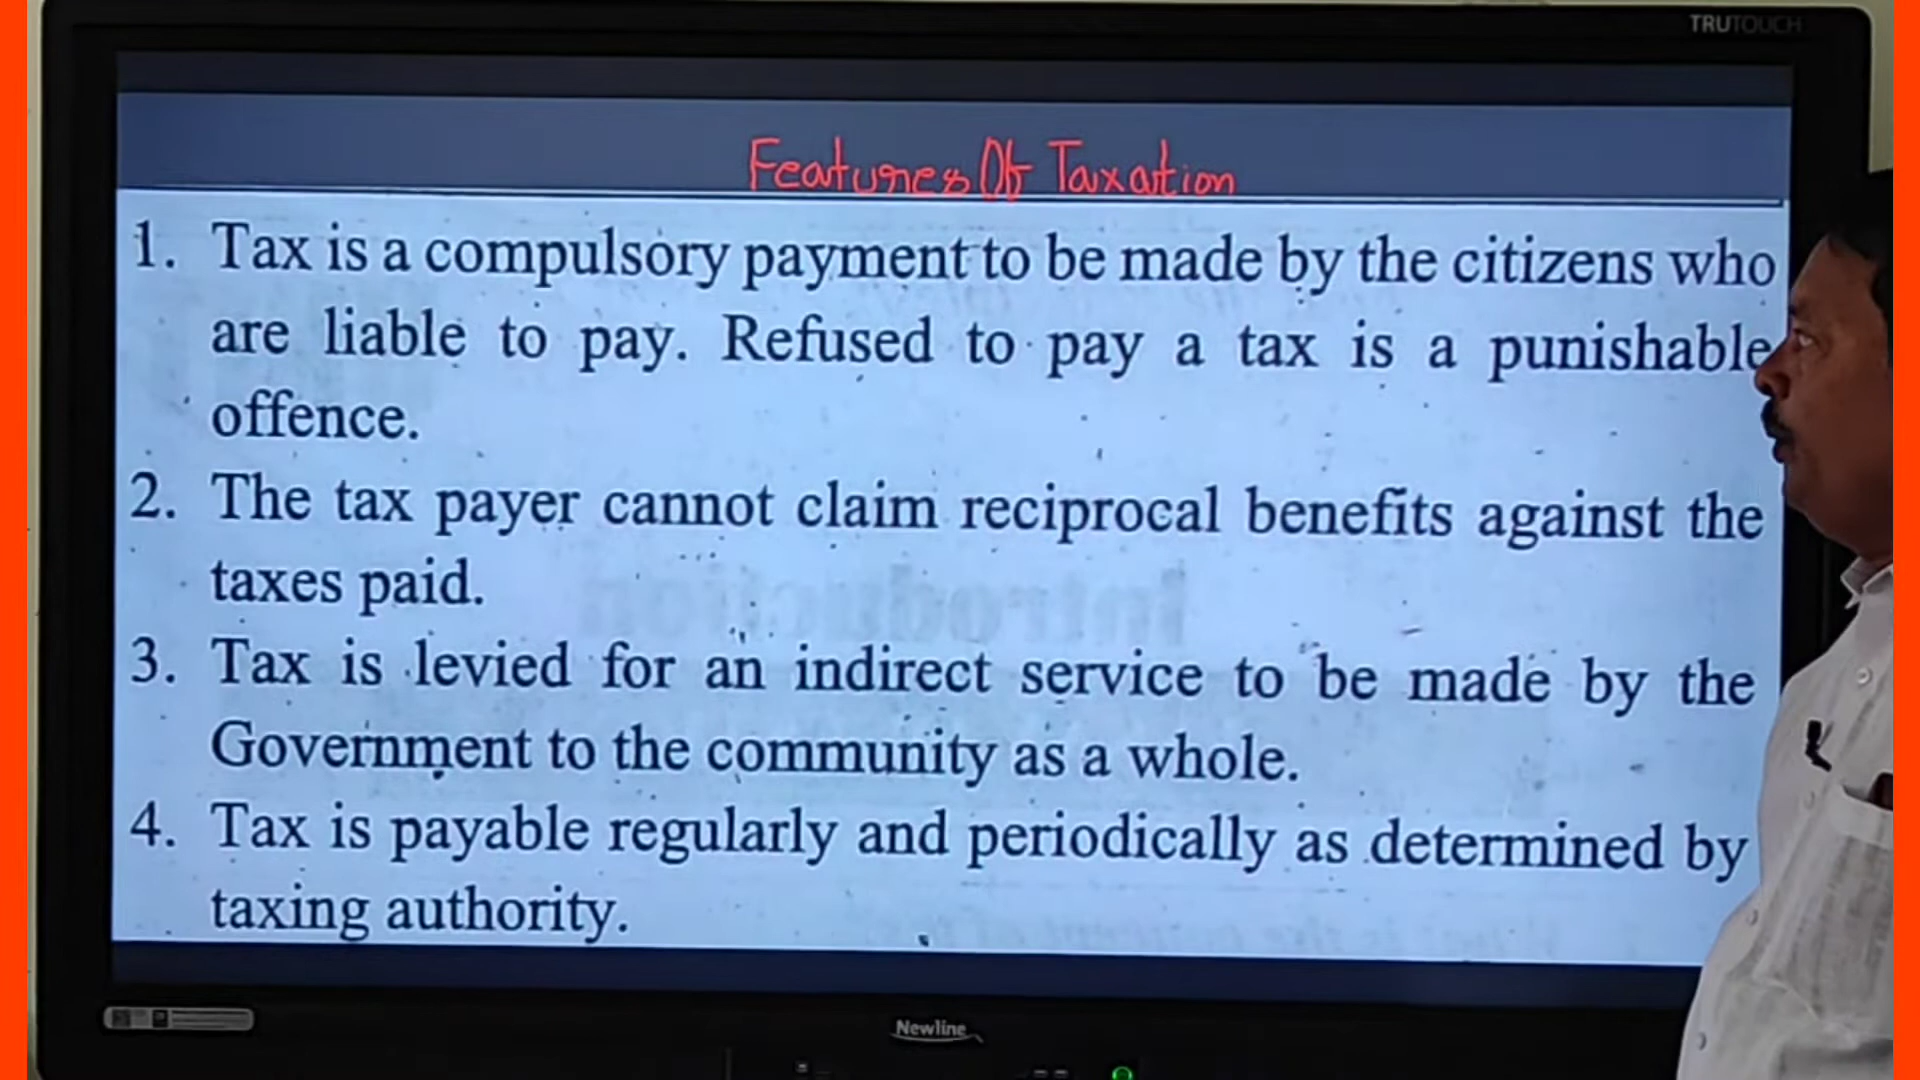 TRUTOUCH
Features Of Taxation
1. Tax is a compulsory payment to be made by the citizens who
are liable to pay. Refused to pay a tax is a punishable
offence.
2. The tax payer cannot claim reciprocal benefits against the
taxes paid.
3. Tax is levied for an indirect service to be made by the
Government to the community as a whole.
4. Tax is payable regularly and periodically as determined by
taxing authority.
Newline